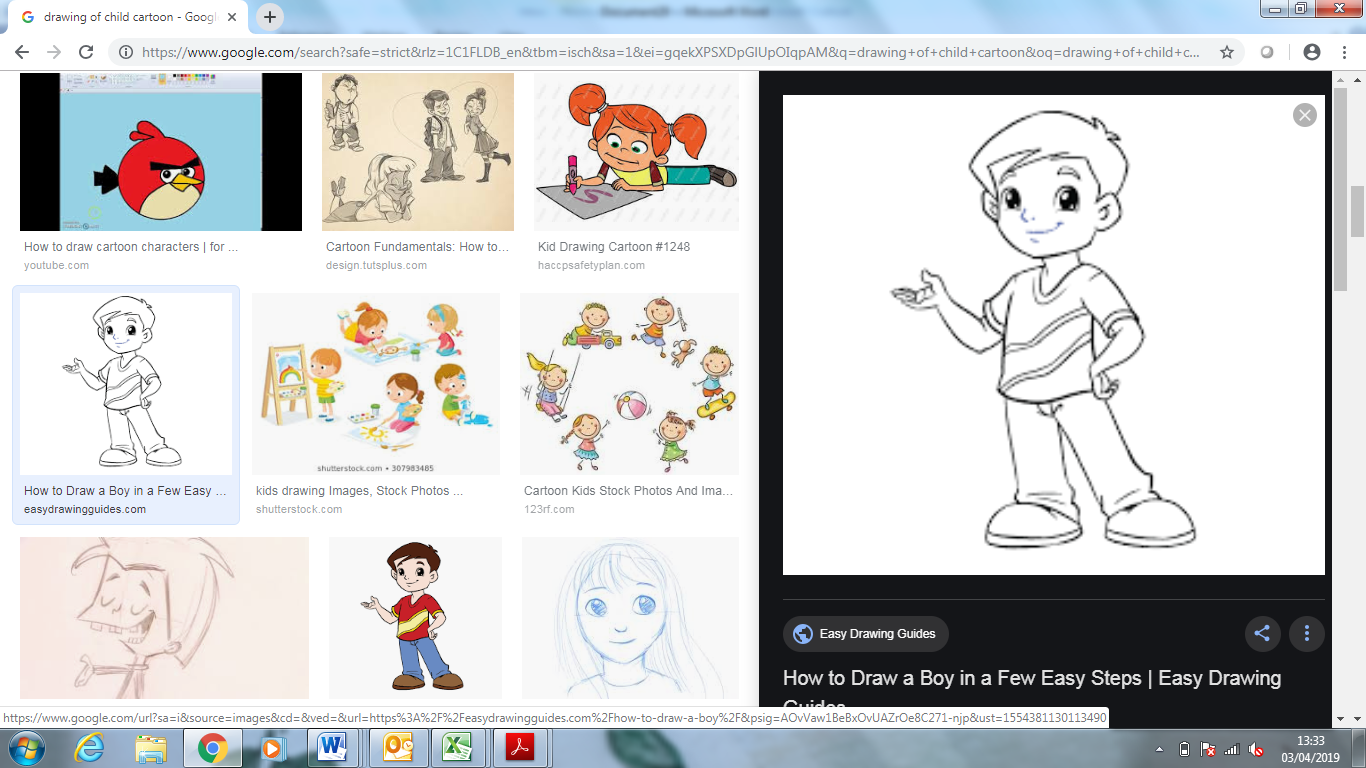 drawing of child cartoon - Googl
Document28 - Microsoft Word
https://www.google.com/search?safe=strict&rlz=1C1FLDB_en&tbm=isch&sa=1&ei=gqekXPSXDpGlUpOIqpAM&q=drawing+of+child+cartoon&oq=drawing+of+child+c...
How to draw cartoon characters | for ...
youtube.com
Cartoon Fundamentals: How to...
design.tutsplus.com
Kid Drawing Cartoon #1248
haccpsafetyplan.com
How to Draw a Boy in a Few Easy ...
easydrawingguides.com
shutterstock.com • 307983485
kids drawing Images, Stock Photos ...
shutterstock.com
Cartoon Kids Stock Photos And Ima...
123rf.com
Easy Drawing Guides
How to Draw a Boy in a Few Easy Steps | Easy Drawing
Guides
https://www.google.com/url?sa=i&source=images&cd=&ved=&url=https%3A%2F%2Feasydrawingguides.com%2Fhow-to-draw-a-boy%2F&psig=AOvVaw1BeBxOvUAZrOe8C271-njp&ust=1554381130113490
13:33
03/04/2019